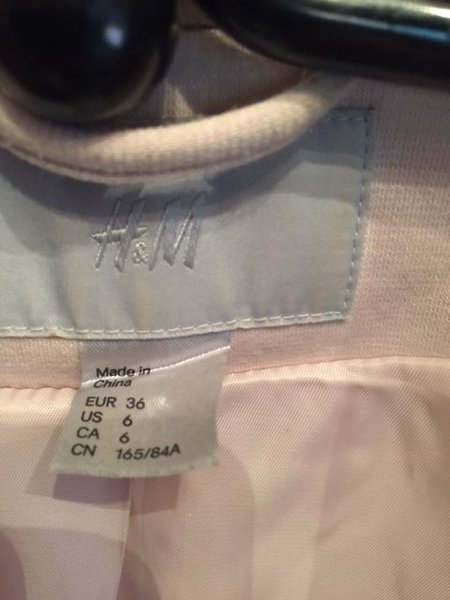 H&M
Made in
China
EUR 36
US 6
CA 6
CN 165/84A